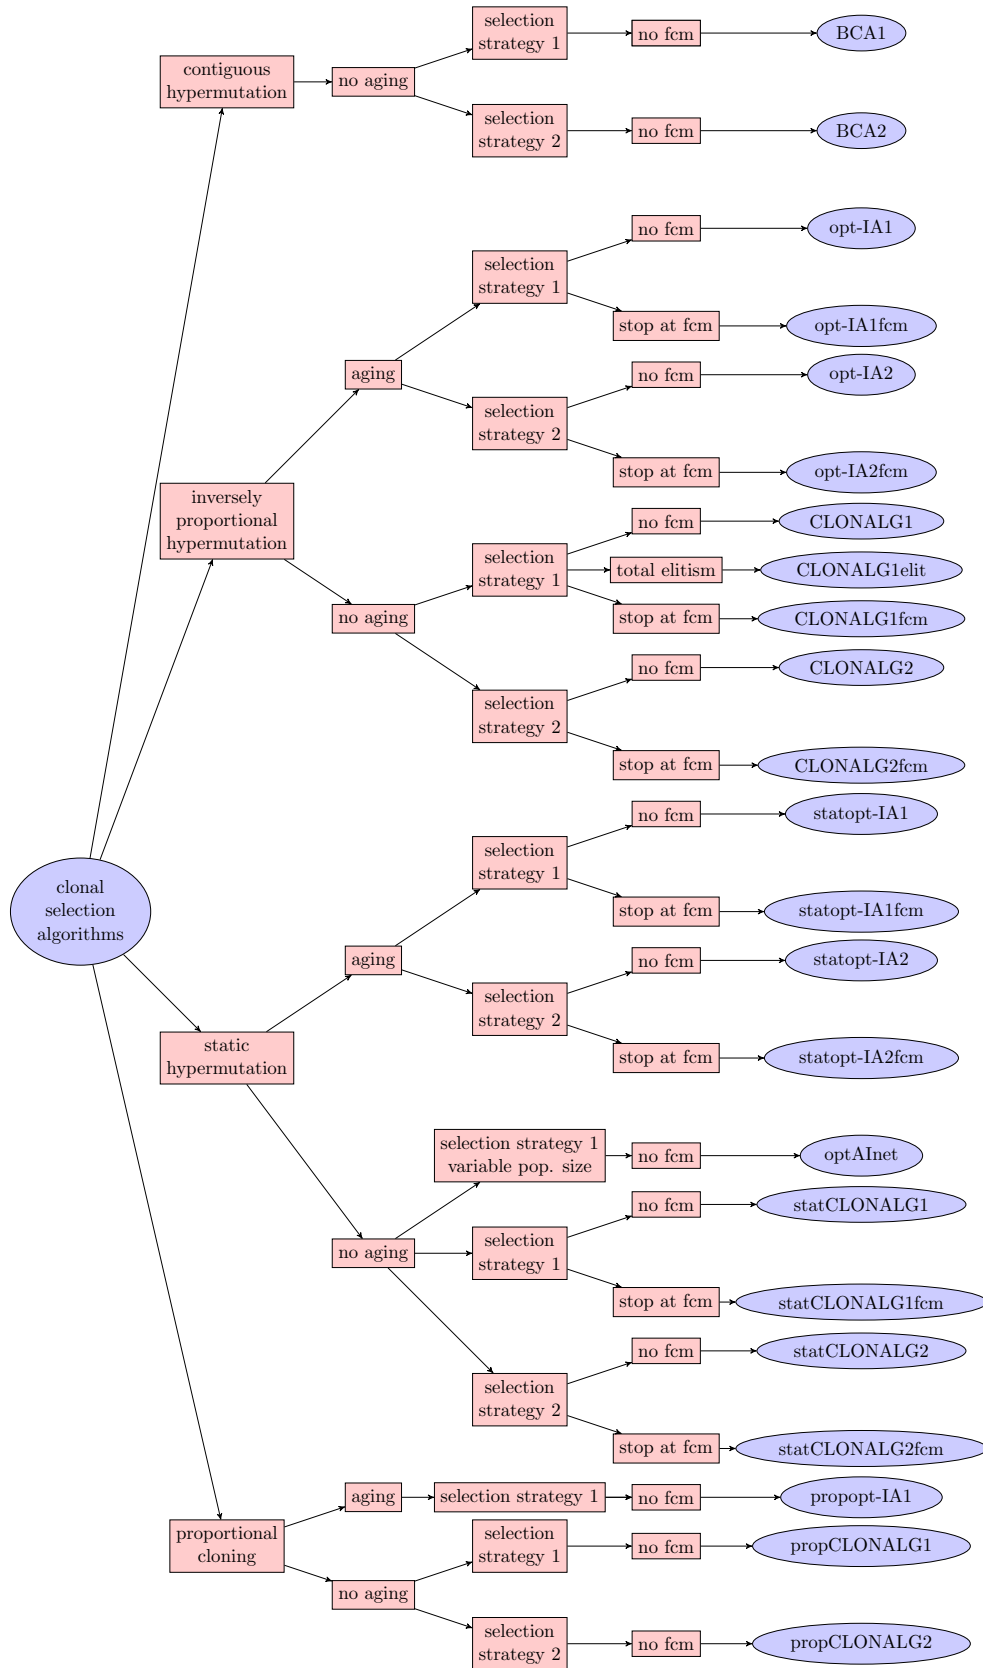 selection
strategy 1
no fcm
BCA1
contiguous
hypermutation
no aging
selection
strategy 2
no fcm
BCA2
no fcm
opt-IA1
selection
strategy 1
stop at fcm
opt-IA1fcm
aging
no fcm
opt-IA2
selection
strategy 2
stop at fcm
opt-IA2fcm
inversely
proportional
hypermutation
no fcm
CLONALG1
selection
strategy 1
total elitism
CLONALG1elit
no aging
stop at fcm
CLONALG1fcm
no fcm
CLONALG2
selection
strategy 2
stop at fcm
CLONALG2fcm
no fcm
statopt-IA1
selection
strategy 1
clonal
selection
algorithms
stop at fcm
statopt-IA1fcm
aging
no fcm
statopt-IA2
selection
strategy 2
static
hypermutation
stop at fcm
statopt-IA2fcm
selection strategy 1
variable pop. size
no fcm
optAInet
no fcm
statCLONALG1
no aging
selection
strategy 1
stop at fcm
statCLONALG1fcm
no fcm
statCLONALG2
selection
strategy 2
stop at fcm
statCLONALG2fcm
aging
selection strategy 1
no fcm
propopt-IA1
proportional
cloning
selection
strategy 1
no fcm
propCLONALG1
no aging
selection
strategy 2
no fcm
propCLONALG2